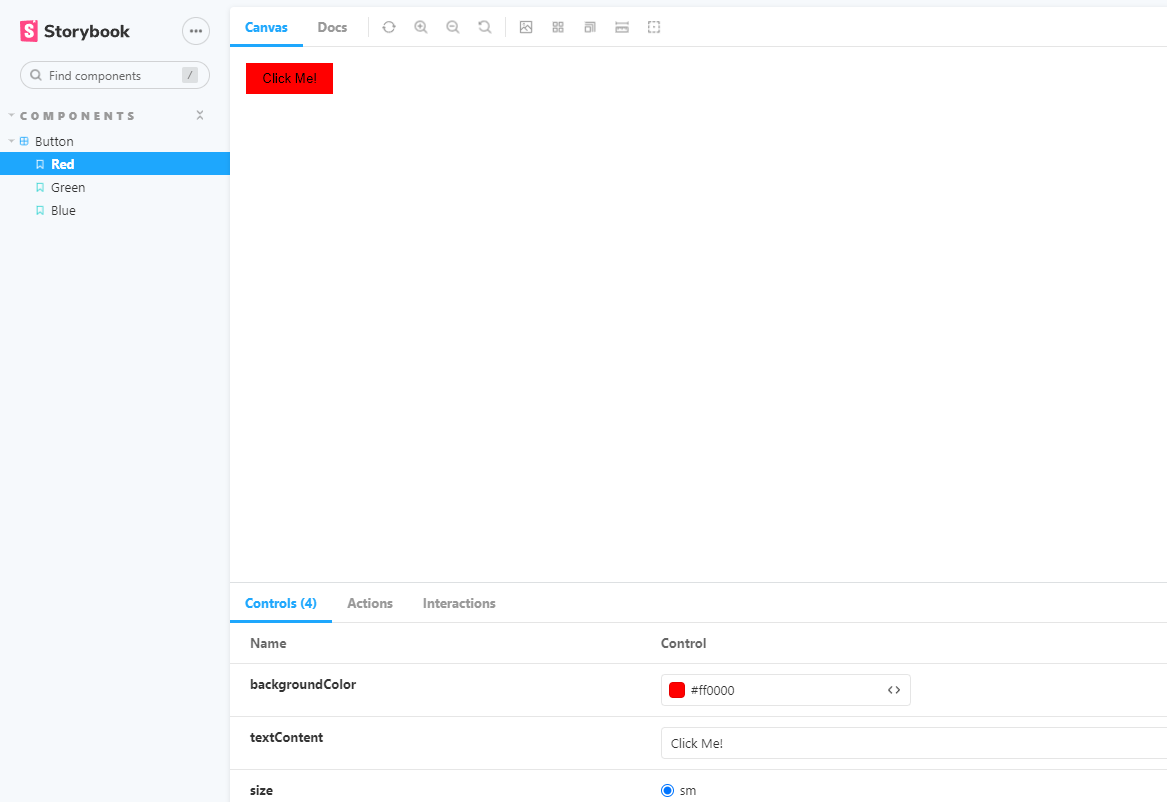 Storybook
Find components
/
COMPONENTS
Button
Red
Green
Blue
Canvas
Docs
Click Me!
Controls (4)
Actions
Interactions
Name
Control
backgroundColor
#ff0000
textContent
Click Me!
size
sm